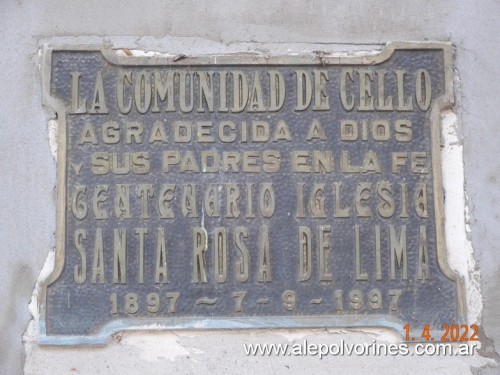 LA COMUNIDAD DE CELLO
AGRADECIDA A DIOS
Y SUS PADRES EN LA FE
CENTENARIO IGLESIA
SANTA ROSA DE LIMA
1897 ~ 7 - 9 - 1997
1. 4. 2022
www.alepolvorines.com.ar